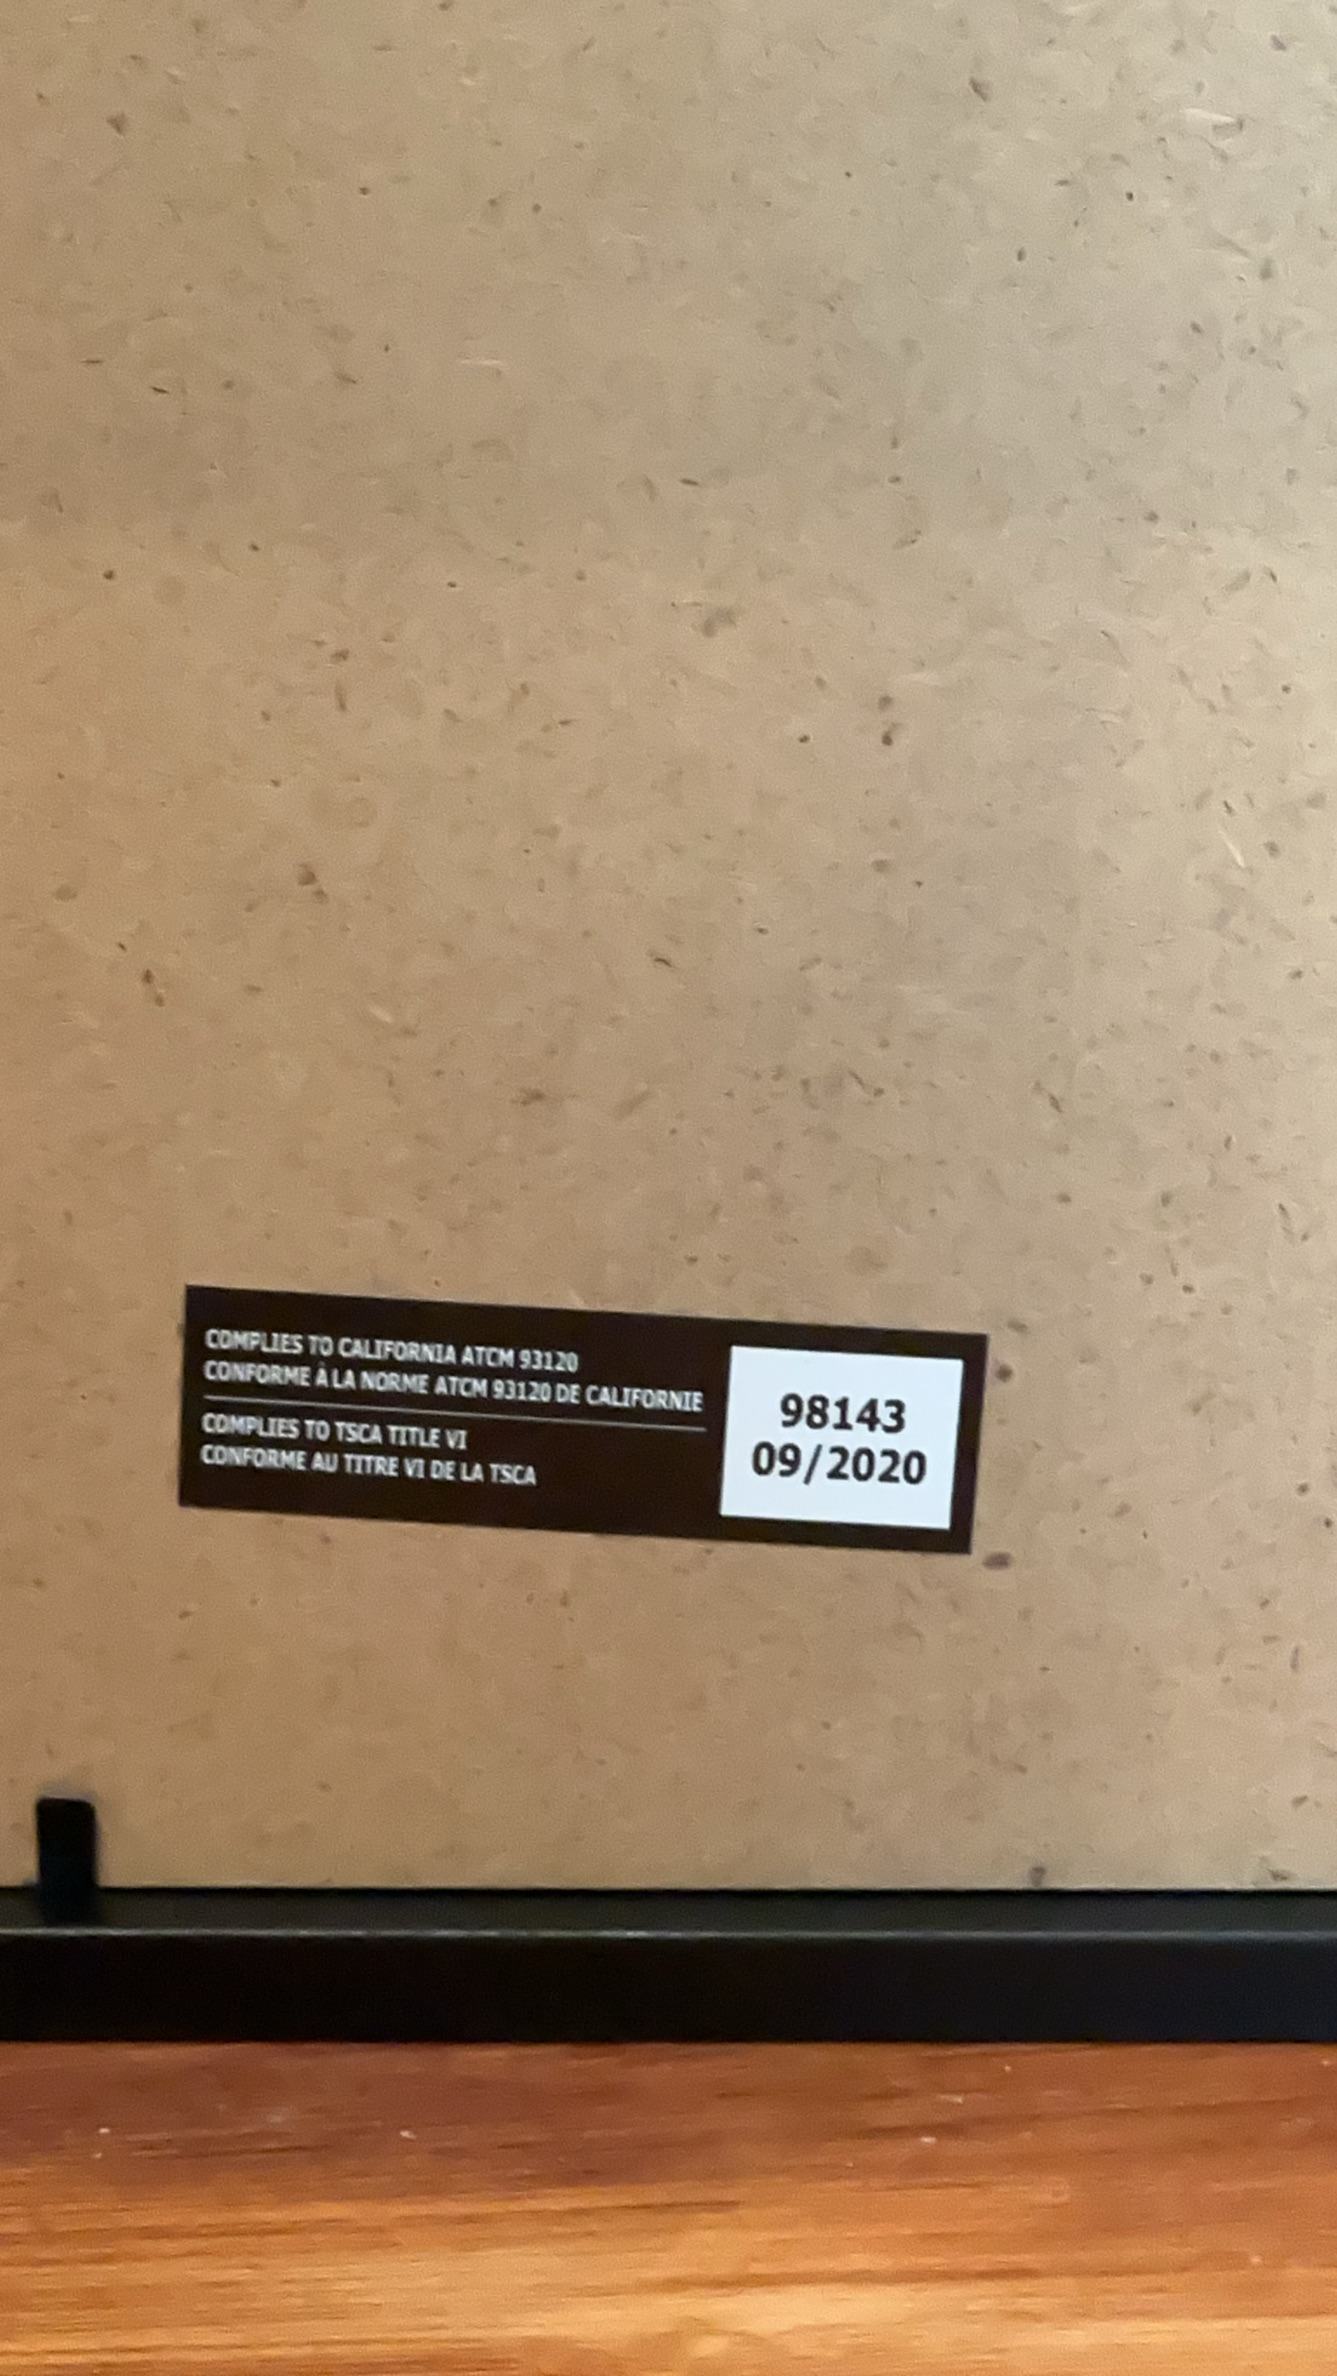 COMPLIES TO CALIFORNIA ATCM 93120
CONFORME À LA NORME ATCM 93120 DE CALIFORNIE
COMPLIES TO TSCA TITLE VI
CONFORME AU TITRE VI DE LA TSCA
98143
09/2020